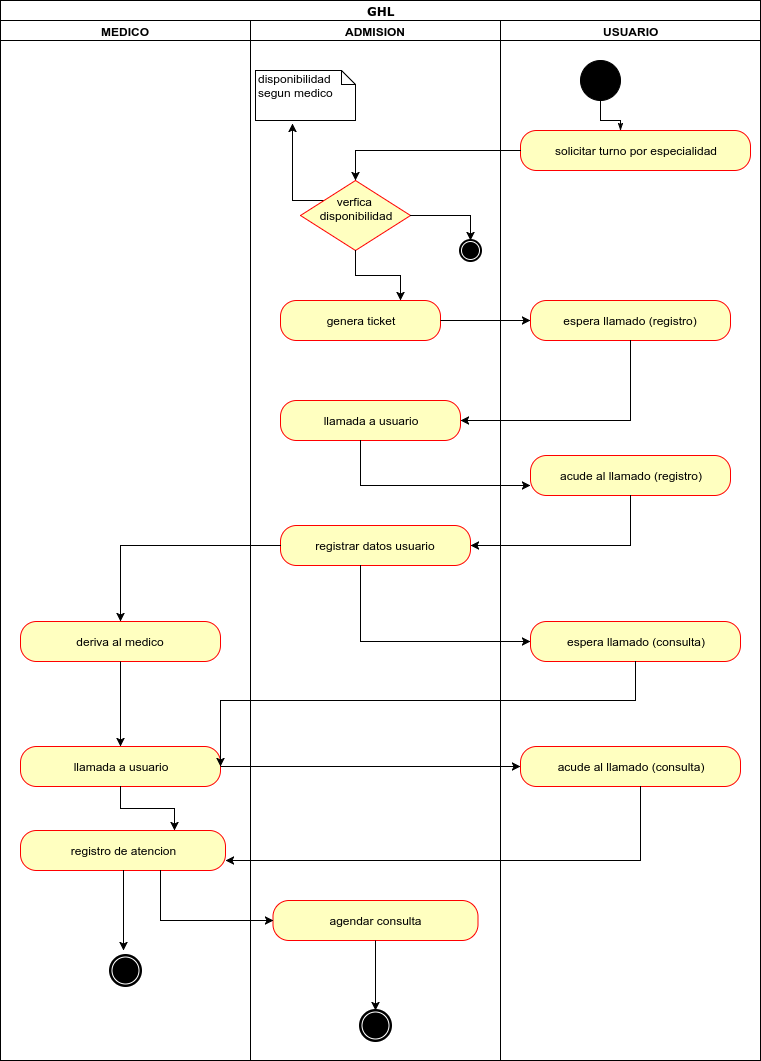 GHL
MEDICO
ADMISION
USUARIO
disponibilidad
segun medico
solicitar turno por especialidad
verfica
disponibilidad
genera ticket
espera llamado (registro)
llamada a usuario
acude al llamado (registro)
registrar datos usuario
deriva al medico
espera llamado (consulta)
llamada a usuario
acude al llamado (consulta)
registro de atencion
agendar consulta